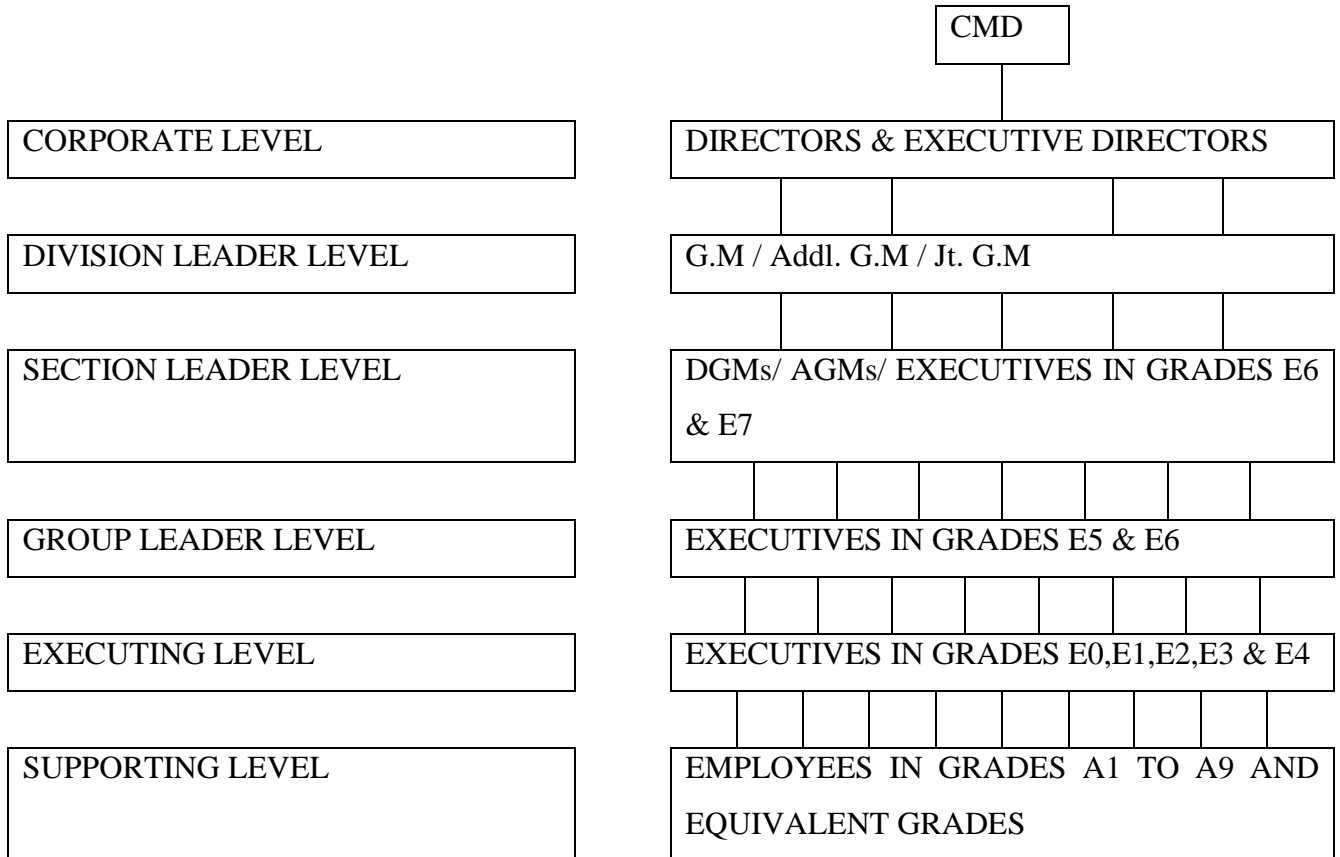 CMD
CORPORATE LEVEL
DIRECTORS & EXECUTIVE DIRECTORS
DIVISION LEADER LEVEL
G.M / Addl. G.M / Jt. G.M
SECTION LEADER LEVEL
DGMs/ AGMs/ EXECUTIVES IN GRADES E6
& E7
GROUP LEADER LEVEL
EXECUTIVES IN GRADES E5 & E6
EXECUTING LEVEL
EXECUTIVES IN GRADES E0,E1,E2,E3 & E4
SUPPORTING LEVEL
EMPLOYEES IN GRADES A1 TO A9 AND
EQUIVALENT GRADES